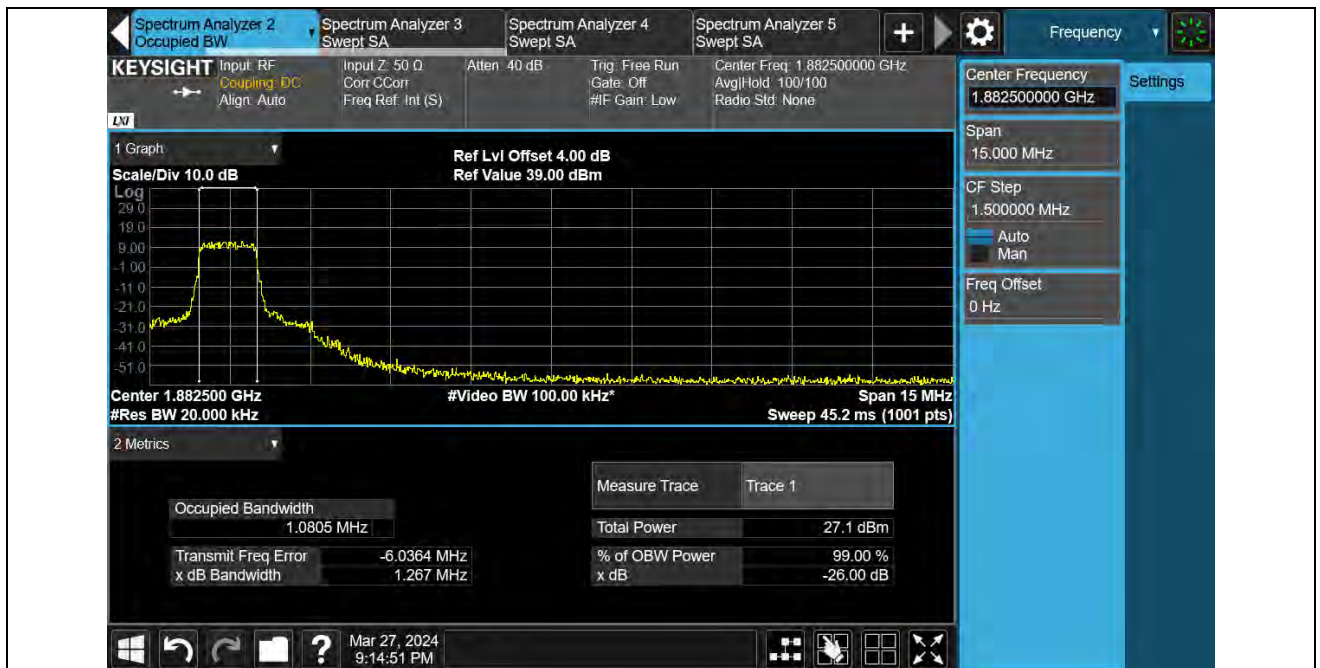 Spectrum Analyzer 2
Occupied BW
Spectrum Analyzer 3
Swept SA
Spectrum Analyzer 4
Swept SA
Spectrum Analyzer 5
Swept SA
+
Frequency
KEYSIGHT
Input: RF
Coupling: DC
Align: Auto
Input Z: 50 Ω
Corr CCorr
Freq Ref: Int (S)
Atten: 40 dB
Trig: Free Run
Gate: Off
#IF Gain: Low
Center Freq: 1.882500000 GHz
Avg|Hold: 100/100
Radio Std: None
LXI
Center Frequency
1.882500000 GHz
Settings
Span
15.000 MHz
CF Step
1.500000 MHz
Auto
Man
Freq Offset
0 Hz
1 Graph
Ref Lvl Offset 4.00 dB
Scale/Div 10.0 dB
Ref Value 39.00 dBm
Log
29.0
19.0
9.00
-1.00
-11.0
-21.0
-31.0
-41.0
-51.0
Center 1.882500 GHz
#Video BW 100.00 kHz*
Span 15 MHz
#Res BW 20.000 kHz
Sweep 45.2 ms (1001 pts)
2 Metrics
Measure Trace
Trace 1
Occupied Bandwidth
1.0805 MHz
Total Power
27.1 dBm
Transmit Freq Error
-6.0364 MHz
% of OBW Power
99.00 %
x dB Bandwidth
1.267 MHz
x dB
-26.00 dB
?
Mar 27, 2024
9:14:51 PM